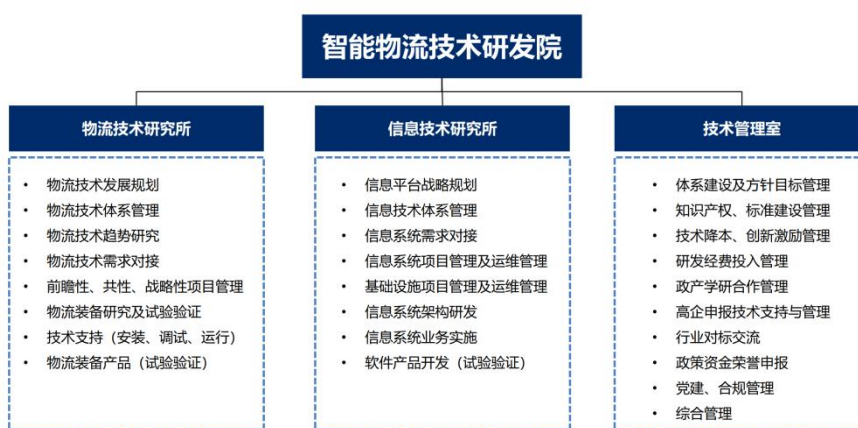 智能物流技术研发院
物流技术研究所
物流技术发展规划
物流技术体系管理
物流技术趋势研究
物流技术需求对接
前瞻性、共性、战略性项目管理
物流装备研究及试验验证
技术支持（安装、调试、运行）
物流装备产品（试验验证）
信息技术研究所
信息平台战略规划
信息技术体系管理
信息系统需求对接
信息系统项目管理及运维管理
基础设施项目管理及运维管理
信息系统架构研发
信息系统业务实施
软件产品开发（试验验证）
技术管理室
体系建设及方针目标管理
知识产权、标准建设管理
技术降本、创新激励管理
研发经费投入管理
政产学研合作管理
高企申报技术支持与管理
行业对标交流
政策资金荣誉申报
党建、合规管理
综合管理